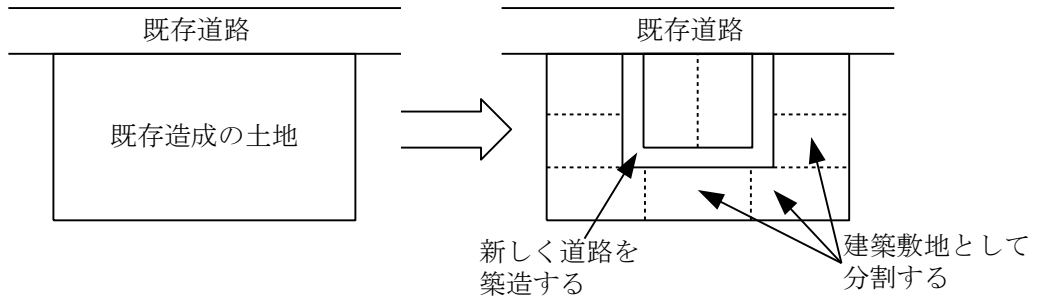 既存道路
既存造成の土地
既存道路
新しく道路を
築造する
建築敷地として
分割する